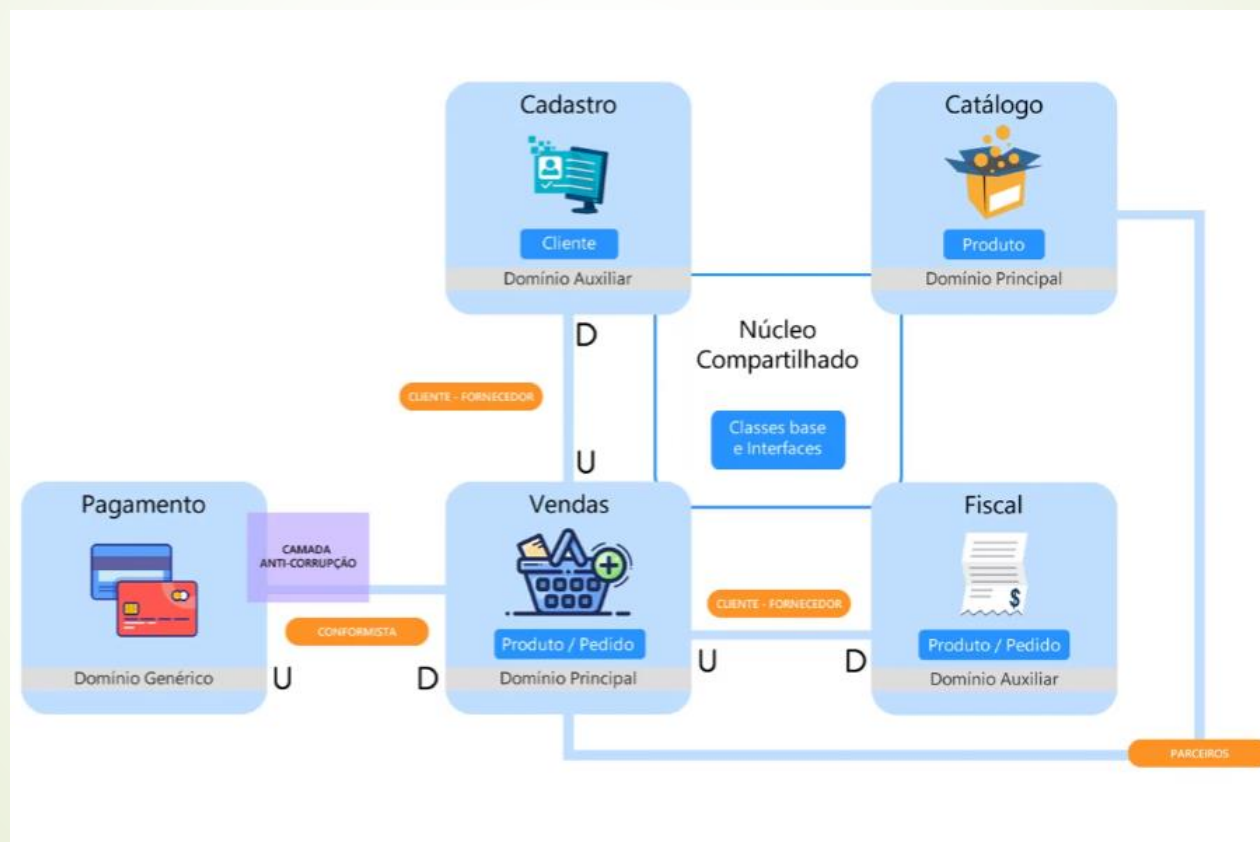 Cadastro
Cliente
Domínio Auxiliar
Catálogo
Produto
Domínio Principal
D
Núcleo
Compartilhado
CLIENTE - FORNECEDOR
Classes base
e Interfaces
U
Pagamento
CAMADA
ANTI-CORRUPÇÃO
CONFORMISTA
Domínio Genérico
U
D
Vendas
Produto / Pedido
Domínio Principal
CLIENTE - FORNECEDOR
U
D
Fiscal
$
Produto / Pedido
Domínio Auxiliar
PARCEIROS